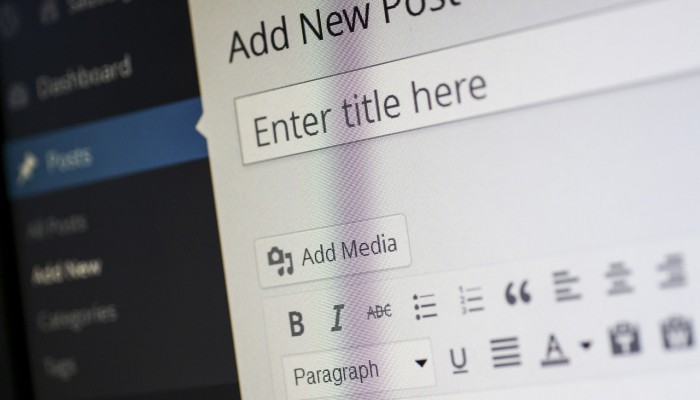 Add New Post
Dashboard
Enter title here
Posts
All Posts
Add Media
Add New
B I ABC
Categories
Paragraph U A
Tags